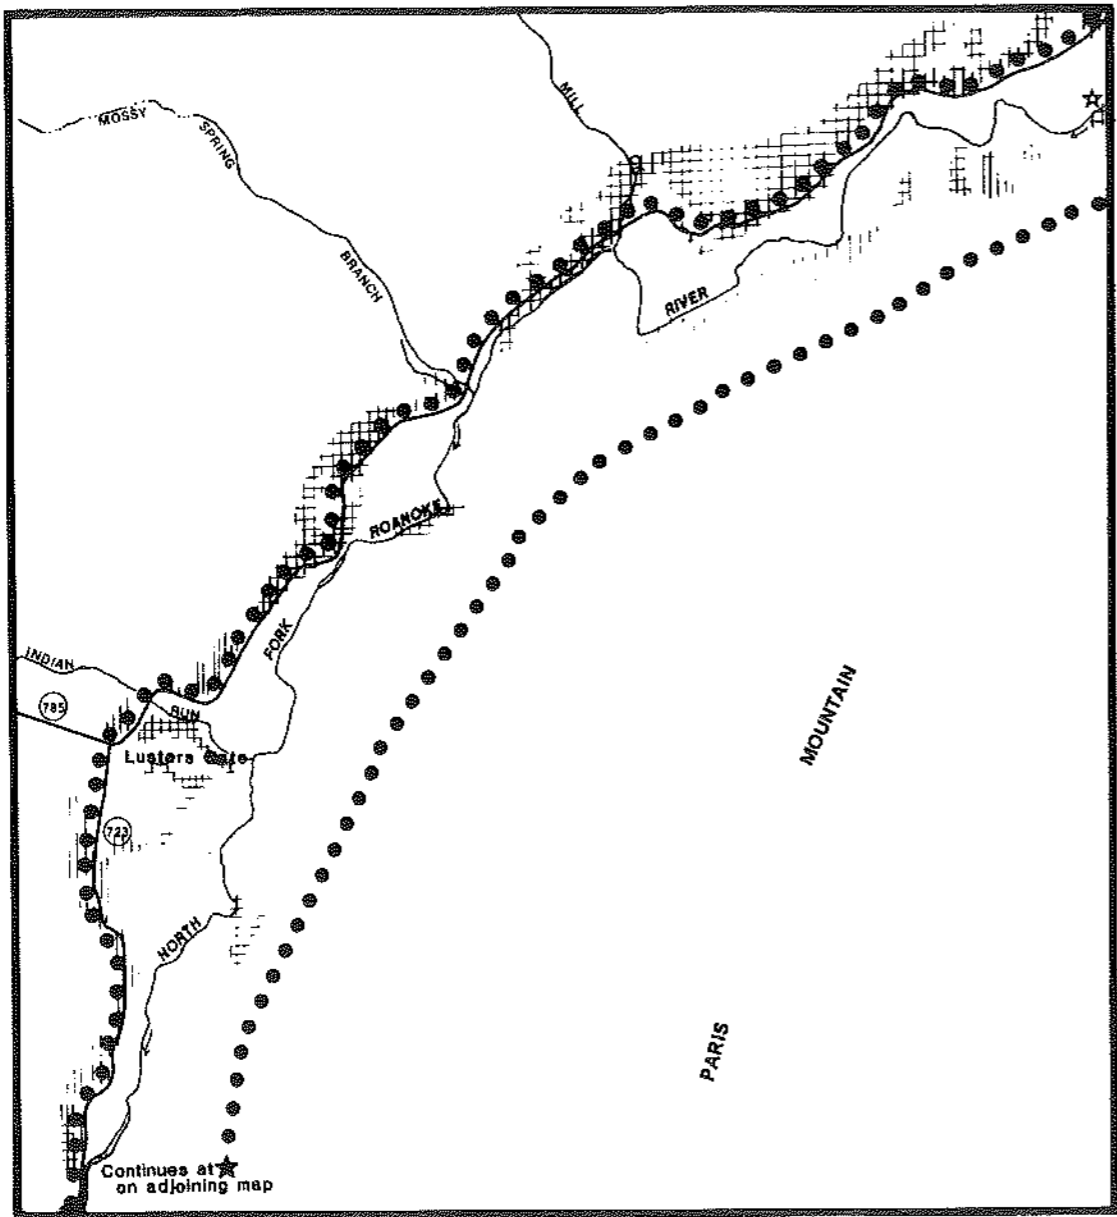 MOSSY
SPRING
BRANCH
MILL
RIVER
ROANOKE
FORK
INDIAN
RUN
785
Lusters Gate
723
NORTH
MOUNTAIN
PARIS
Continues at ★
on adjoining map